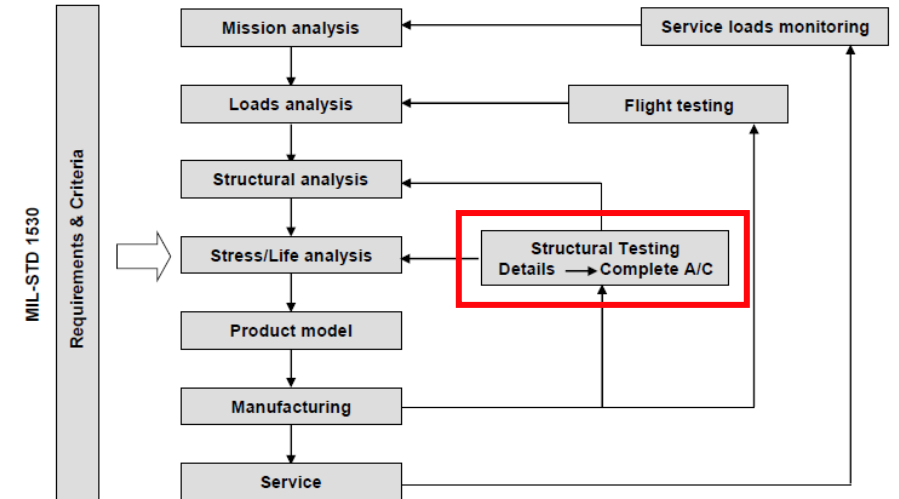 MIL-STD 1530
Requirements & Criteria
Mission analysis
Service loads monitoring
Loads analysis
Flight testing
Structural analysis
Stress/Life analysis
Structural Testing
Details Complete A/C
Product model
Manufacturing
Service